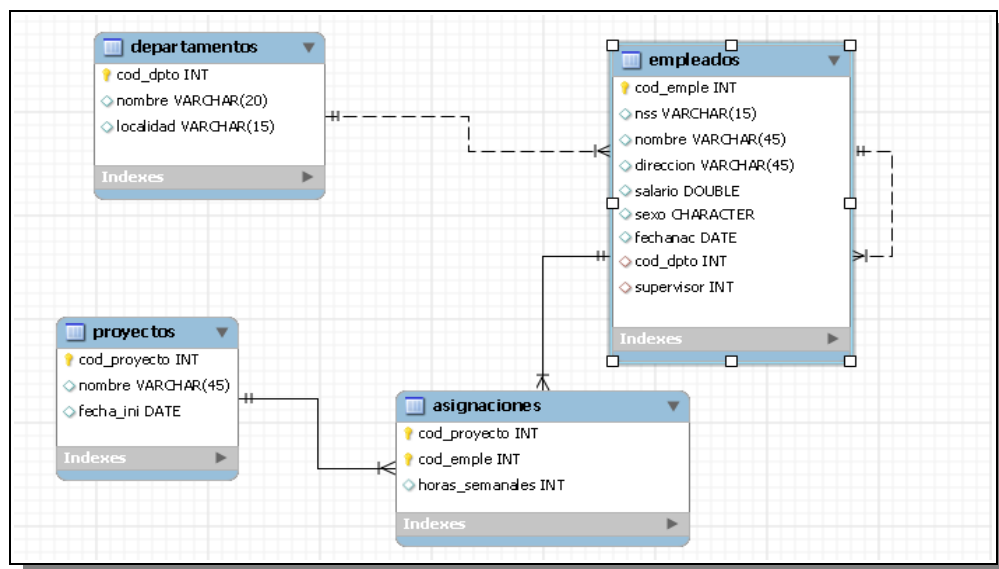 departamentos
cod_dpto INT
nombre VARCHAR(20)
localidad VARCHAR(15)
Indexes
empleados
cod_emple INT
nss VARCHAR(15)
nombre VARCHAR(45)
direccion VARCHAR(45)
salario DOUBLE
sexo CHARACTER
fechanac DATE
cod_dpto INT
supervisor INT
Indexes
proyectos
cod_proyecto INT
nombre VARCHAR(45)
fecha_ini DATE
Indexes
asignaciones
cod_proyecto INT
cod_emple INT
horas_semanales INT
Indexes